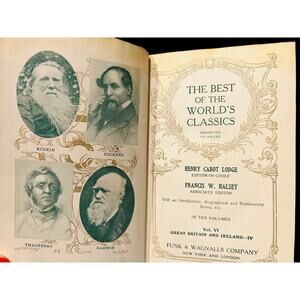 RUSKIN
DICKENS
THACKERAY
DARWIN
THE BEST
OF THE
WORLD'S
CLASSICS
RESTRICTED
TO PROSE
HENRY CABOT LODGE
EDITOR-IN-CHIEF
FRANCIS W. HALSEY
ASSOCIATE EDITOR
With an Introduction, Biographical and Explanatory
Notes, etc.
IN TEN VOLUMES
Vol. VI
GREAT BRITAIN AND IRELAND—IV
FUNK & WAGNALLS COMPANY
NEW YORK AND LONDON